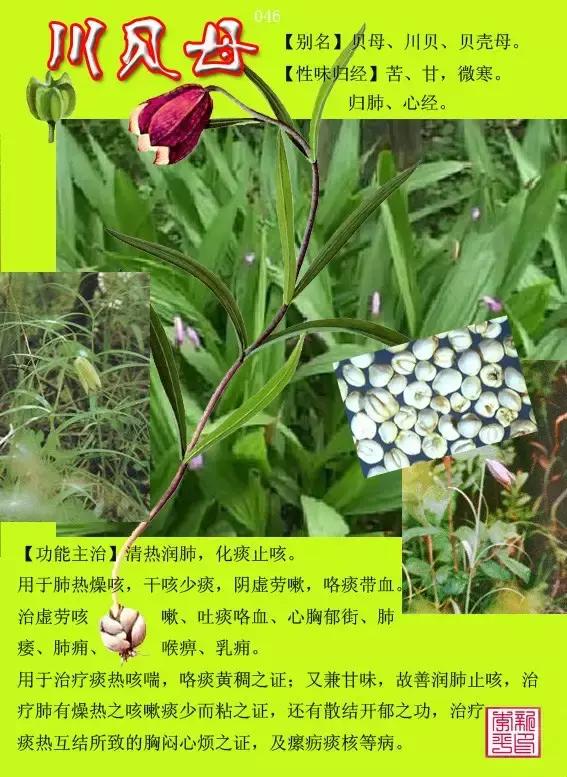 046
川贝母
【别名】贝母、川贝、贝壳母。
【性味归经】苦、甘，微寒。
归肺、心经。
【功能主治】清热润肺，化痰止咳。
用于肺热燥咳，干咳少痰，阴虚劳嗽，咯痰带血。
治虚劳咳 嗽、吐痰咯血、心胸郁街、肺
痿、肺痈、 喉痹、乳痈。
用于治疗痰热咳喘，咯痰黄稠之证；又兼甘味，故善润肺止咳，治
疗肺有燥热之咳嗽痰少而粘之证，还有散结开郁之功，治疗
痰热互结所致的胸闷心烦之证，及瘰疬痰核等病。